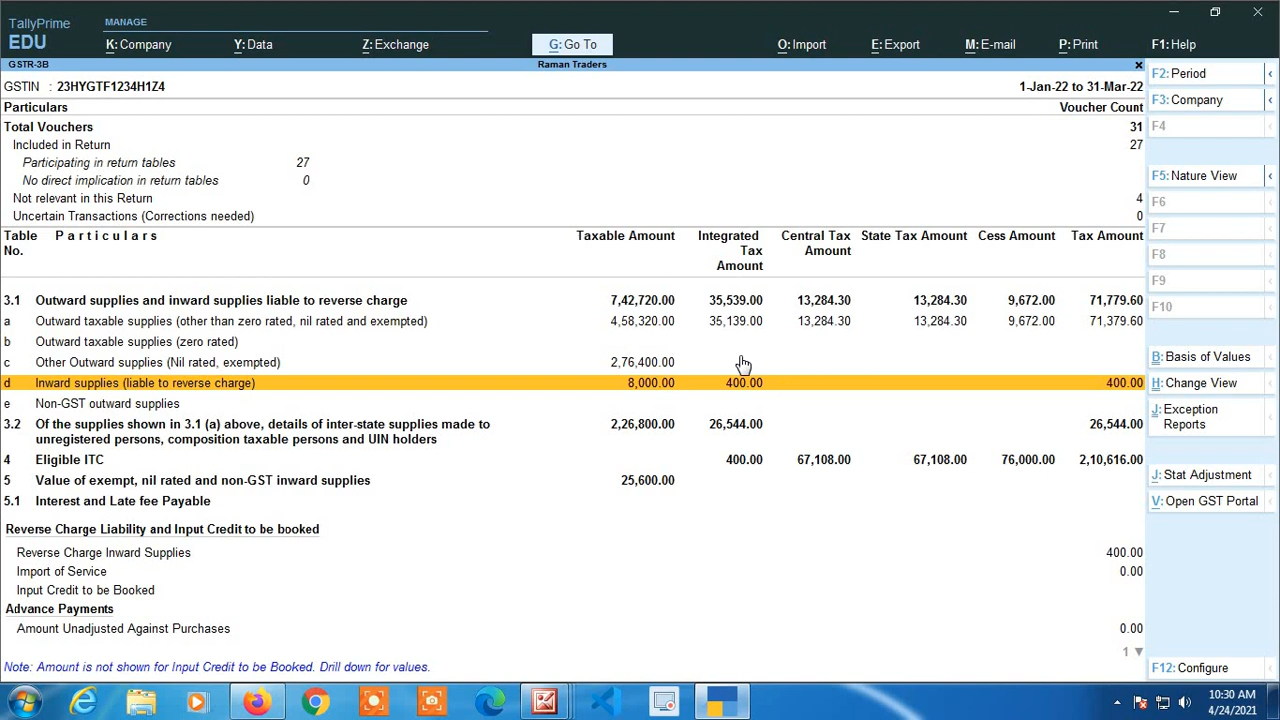 TallyPrime
EDU
MANAGE
K: Company
Y: Data
Z: Exchange
G: Go To
O: Import
E: Export
M: E-mail
P: Print
F1: Help
GSTR-3B
Raman Traders
GSTIN : 23HYGTF1234H1Z4
1-Jan-22 to 31-Mar-22
Particulars Voucher Count
Total Vouchers 31
Included in Return 27
Participating in return tables 27
No direct implication in return tables 0
Not relevant in this Return 4
Uncertain Transactions (Corrections needed) 0
Table Particulars Taxable Amount Integrated Central Tax State Tax Amount Cess Amount Tax Amount
No. Tax Amount
Amount
3.1 Outward supplies and inward supplies liable to reverse charge 7,42,720.00 35,539.00 13,284.30 13,284.30 9,672.00 71,779.60
a Outward taxable supplies (other than zero rated, nil rated and exempted) 4,58,320.00 35,139.00 13,284.30 13,284.30 9,672.00 71,379.60
b Outward taxable supplies (zero rated)
c Other Outward supplies (Nil rated, exempted) 2,76,400.00
d Inward supplies (liable to reverse charge) 8,000.00 400.00 400.00
e Non-GST outward supplies
3.2 Of the supplies shown in 3.1 (a) above, details of inter-state supplies made to 2,26,800.00 26,544.00 26,544.00
unregistered persons, composition taxable persons and UIN holders
4 Eligible ITC 400.00 67,108.00 67,108.00 76,000.00 2,10,616.00
5 Value of exempt, nil rated and non-GST inward supplies 25,600.00
5.1 Interest and Late fee Payable
Reverse Charge Liability and Input Credit to be booked
Reverse Charge Inward Supplies 400.00
Import of Service 0.00
Input Credit to be Booked
Advance Payments
Amount Unadjusted Against Purchases 0.00
1 ▼
Note: Amount is not shown for Input Credit to be Booked. Drill down for values.
F2: Period
F3: Company
F4
F5: Nature View
F6
F7
F8
F9
F10
B: Basis of Values
H: Change View
J: Exception
Reports
J: Stat Adjustment
V: Open GST Portal
F12: Configure
10:30 AM
4/24/2021